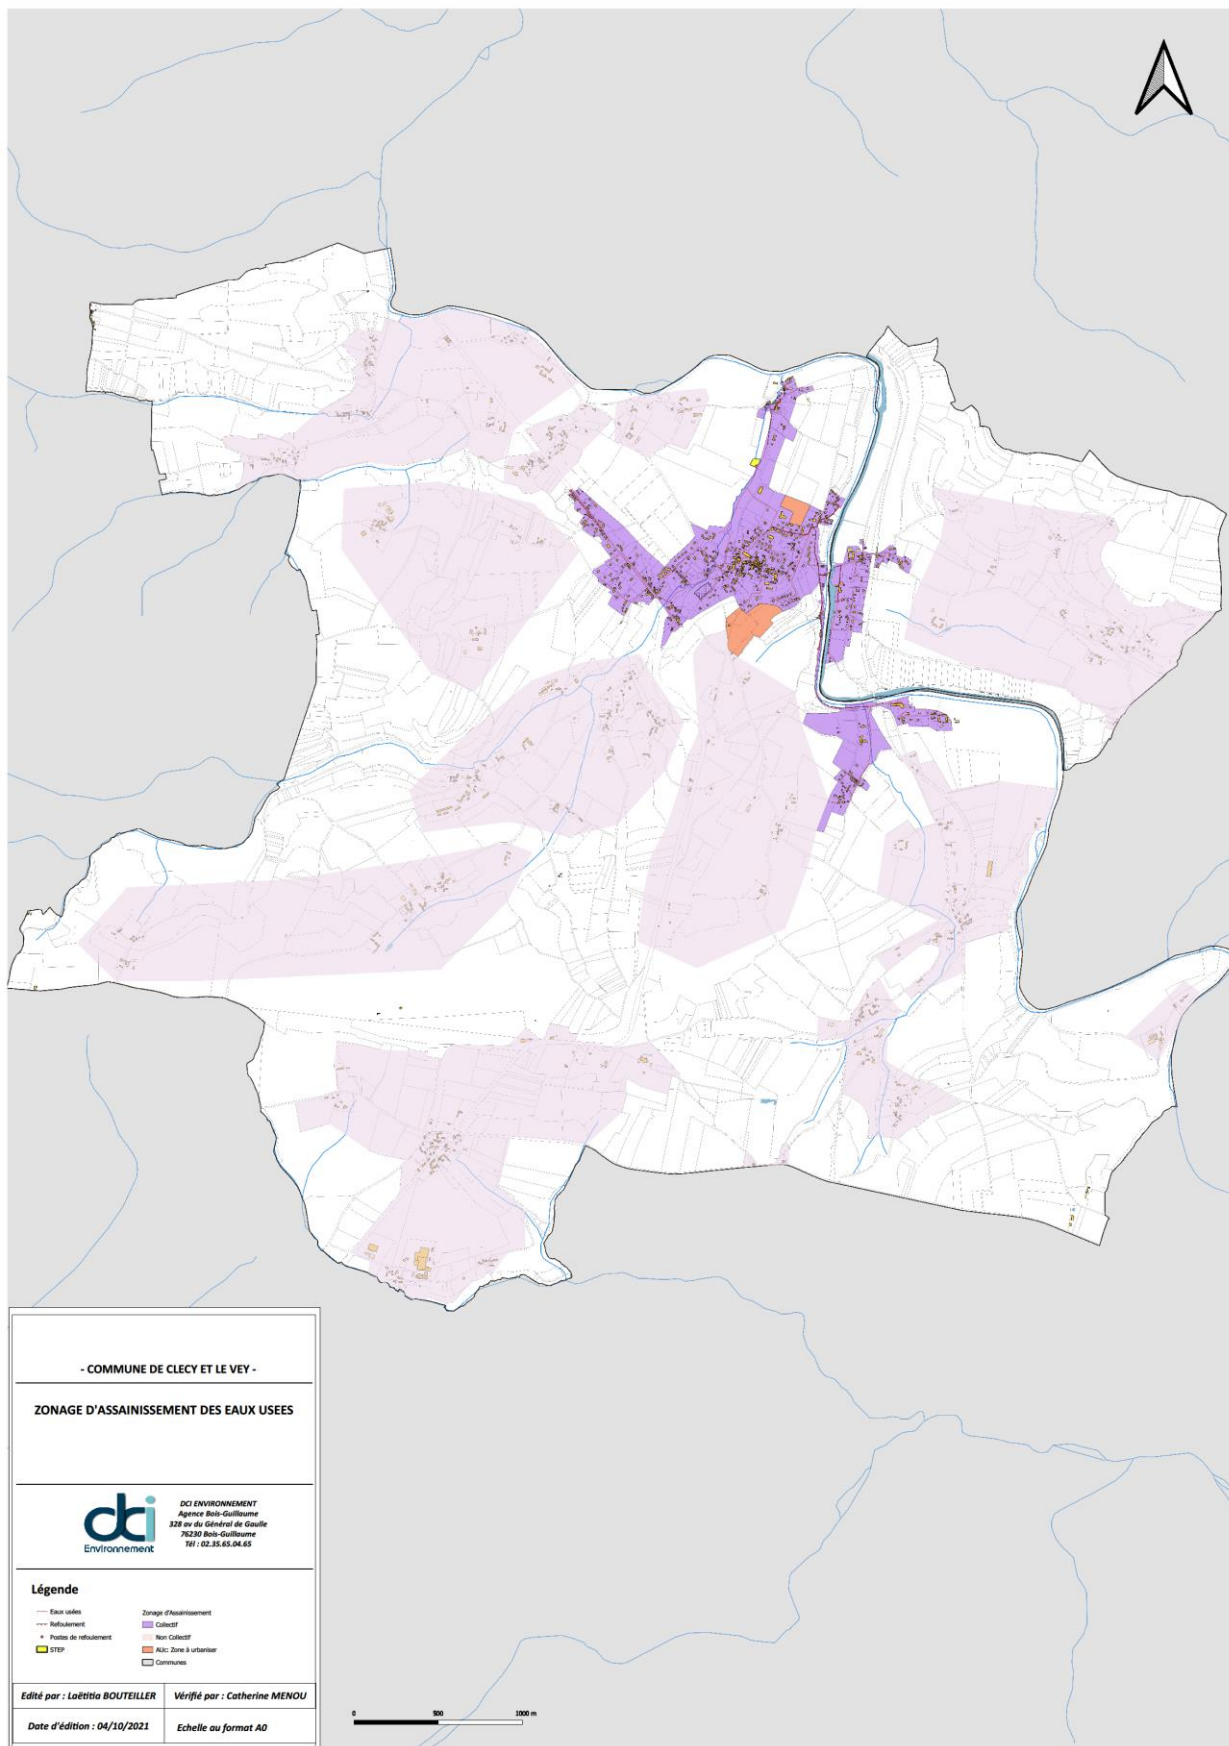 - COMMUNE DE CLECY ET LE VEY -
ZONAGE D'ASSAINISSEMENT DES EAUX USEES
dci
Environnement
DCI ENVIRONNEMENT
Agence Bois-Guillaume
328 av du Général de Gaulle
76230 Bois-Guillaume
Tél : 02.35.65.04.65
Légende
Eaux usées
Refoulement
Postes de refoulement
STEP
Zonage d'Assainissement
Collectif
Non Collectif
AUc: Zone à urbaniser
Communes
Edité par : Laëtitia BOUTEILLER
Vérifié par : Catherine MENOU
Date d'édition : 04/10/2021
Echelle au format A0
0 500 1000 m